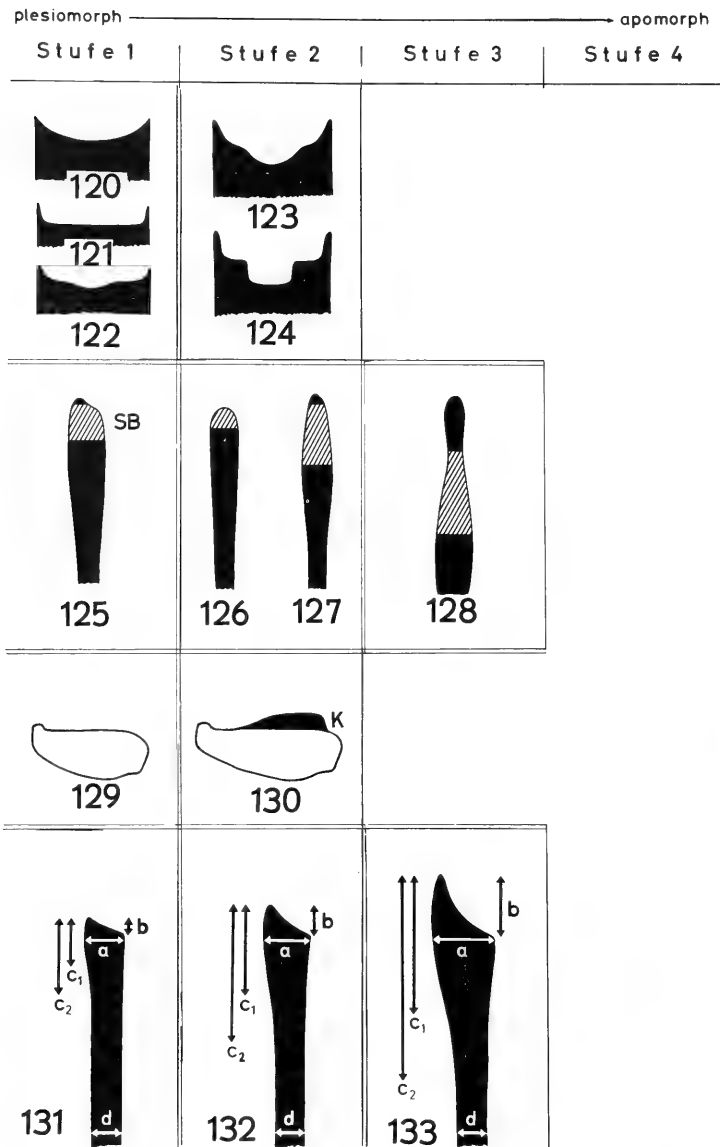 plesiomorph apomorph
Stufe 1 Stufe 2 Stufe 3 Stufe 4
120
121
122
123
124
125
SB
126
127
128
129
130
K
131
a
b
c1
c2
d
132
a
b
c1
c2
d
133
a
b
c1
c2
d